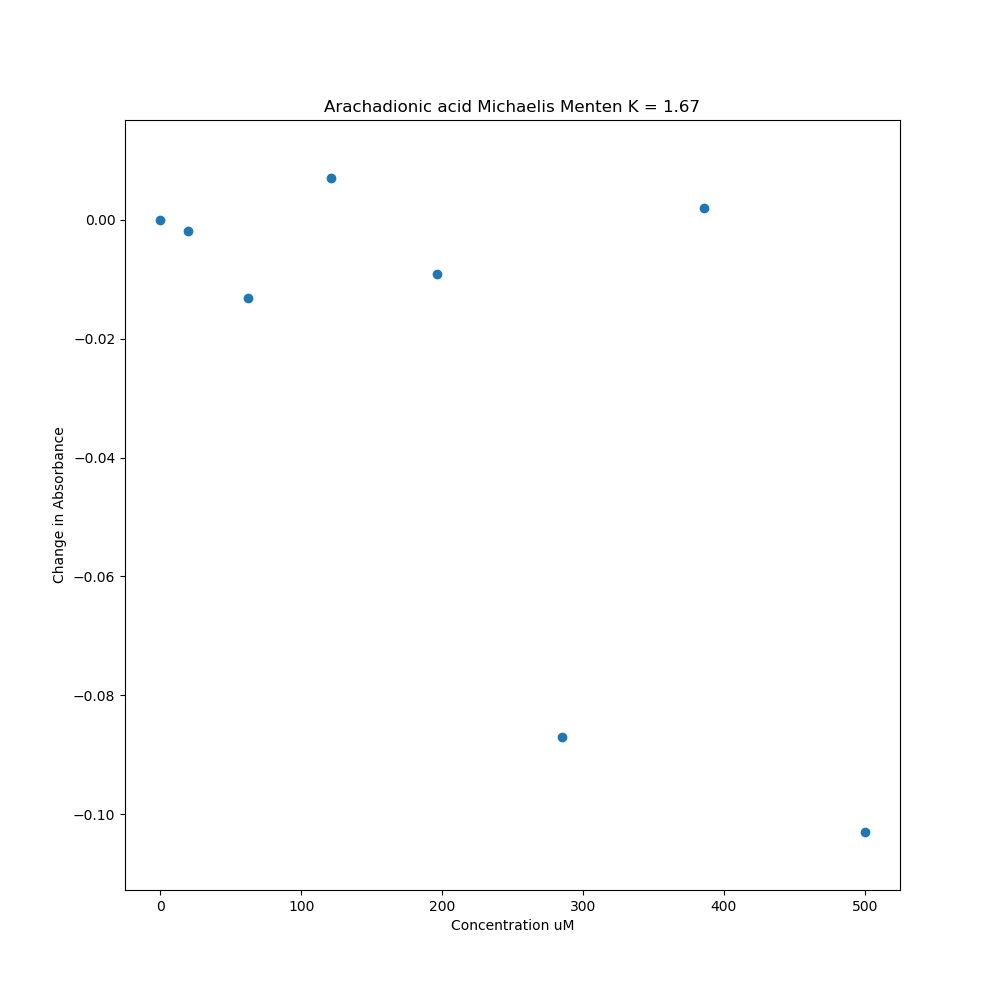 Arachadionic acid Michaelis Menten K = 1.67
0.00
−0.02
−0.04
−0.06
−0.08
−0.10
Change in Absorbance
0 100 200 300 400 500
Concentration uM